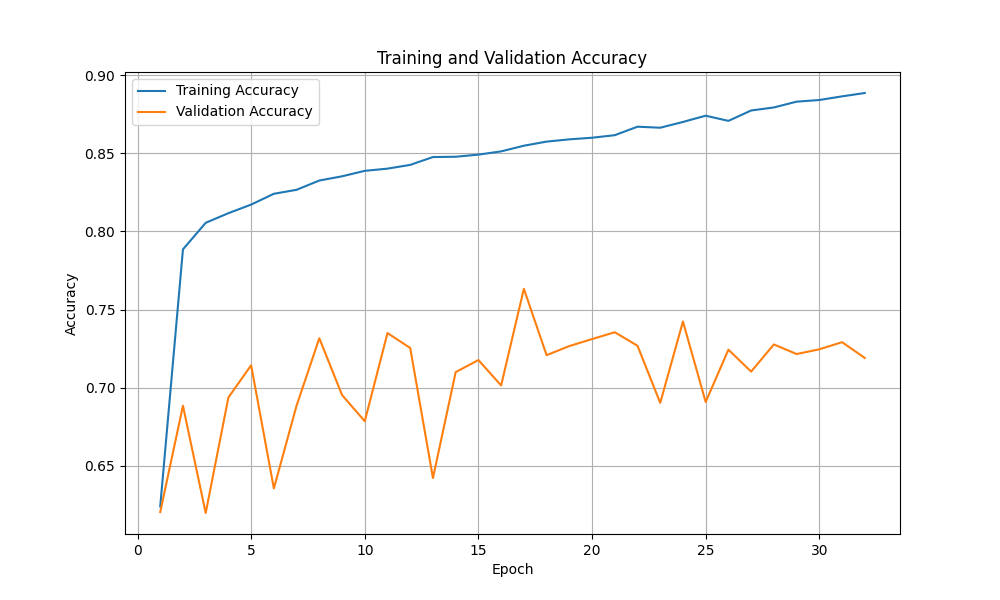 Training and Validation Accuracy
Training Accuracy
Validation Accuracy
0.90
0.85
0.80
0.75
0.70
0.65
Accuracy
0 5 10 15 20 25 30
Epoch